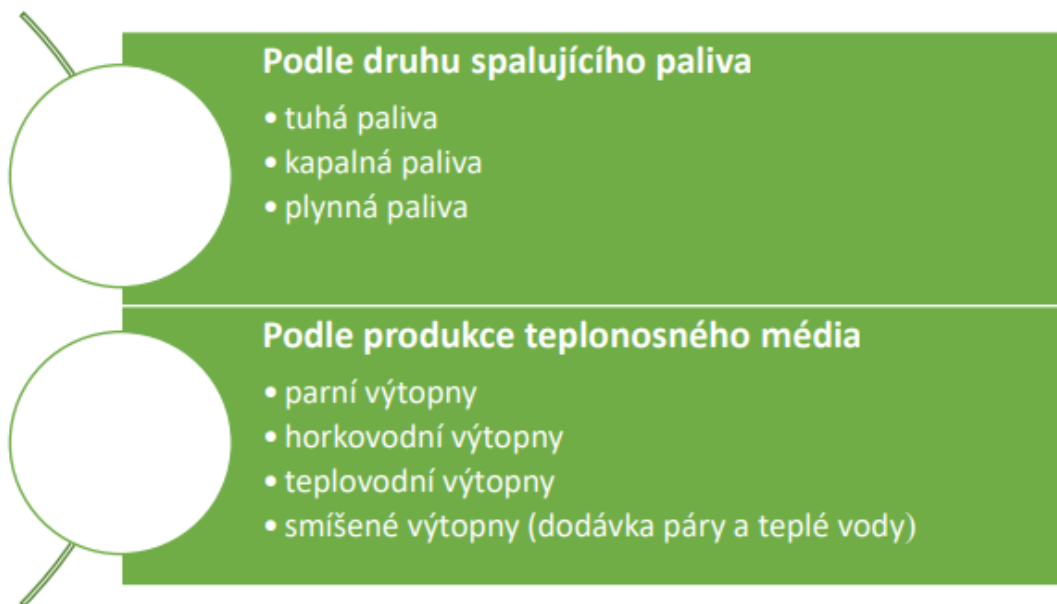 Podle druhu spalujícího paliva
• tuhá paliva
• kapalná paliva
• plynná paliva
Podle produkce teplonosného média
• parní výtopny
• horkovodní výtopny
• teplovodní výtopny
• smíšené výtopny (dodávka páry a teplé vody)